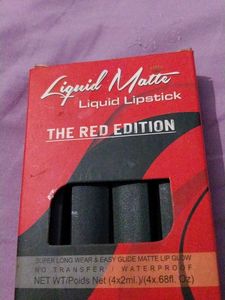 Liquid Matte
Liquid Lipstick
THE RED EDITION
SUPER LONG WEAR & EASY GLIDE MATTE LIP GLOW
NO TRANSFER / WATERPROOF
NET WT/Poids Net (4x2ml.)/(4x.68fl. Oz)